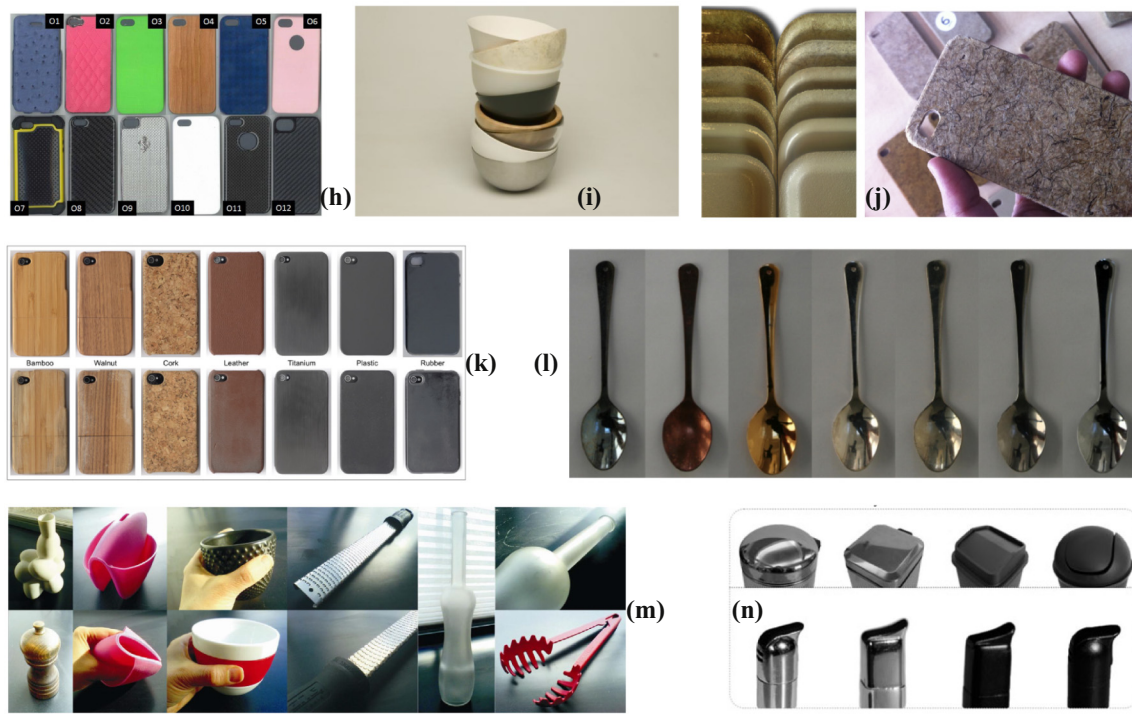 O1 O2 O3 O4 O5 O6
O7 O8 O9 O10 O11 O12
(h)
(i)
6
(j)
Bamboo Walnut Cork Leather Titanium Plastic Rubber
(k)
(l)
(m)
(n)